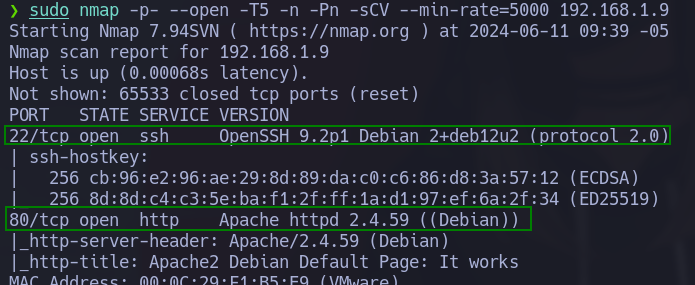 ❯ sudo nmap -p- --open -T5 -n -Pn -sCV --min-rate=5000 192.168.1.9
Starting Nmap 7.94SVN ( https://nmap.org ) at 2024-06-11 09:39 -05
Nmap scan report for 192.168.1.9
Host is up (0.00068s latency).
Not shown: 65533 closed tcp ports (reset)
PORT   STATE SERVICE VERSION
22/tcp open  ssh     OpenSSH 9.2p1 Debian 2+deb12u2 (protocol 2.0)
| ssh-hostkey:
|   256 cb:96:e2:96:ae:29:8d:89:da:c0:c6:86:d8:3a:57:12 (ECDSA)
|   256 8d:8d:c4:c3:5e:ba:f1:2f:ff:1a:d1:97:ef:6a:2f:34 (ED25519)
80/tcp open  http    Apache httpd 2.4.59 ((Debian))
|_http-server-header: Apache/2.4.59 (Debian)
|_http-title: Apache2 Debian Default Page: It works
MAC Address: 00:0C:29:F1:B5:E9 (VMware)